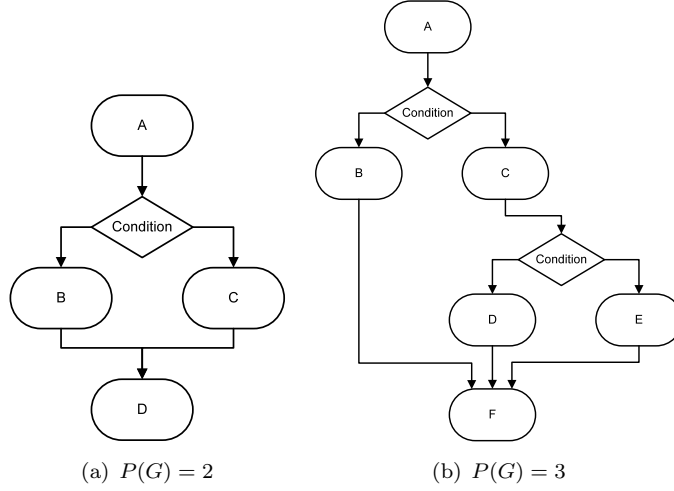 A
Condition
B
C
D
(a) P(G) = 2
A
Condition
B
C
Condition
D
E
F
(b) P(G) = 3